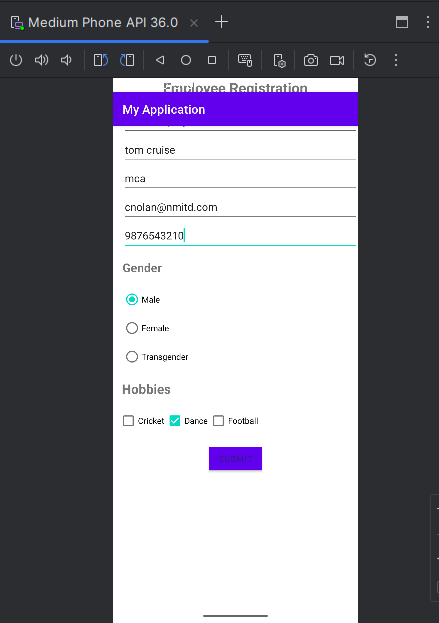 Medium Phone API 36.0
Employee Registration
My Application
tom cruise
mca
cnolan@nmitd.com
9876543210
Gender
Male
Female
Transgender
Hobbies
Cricket Dance Football
SUBMIT